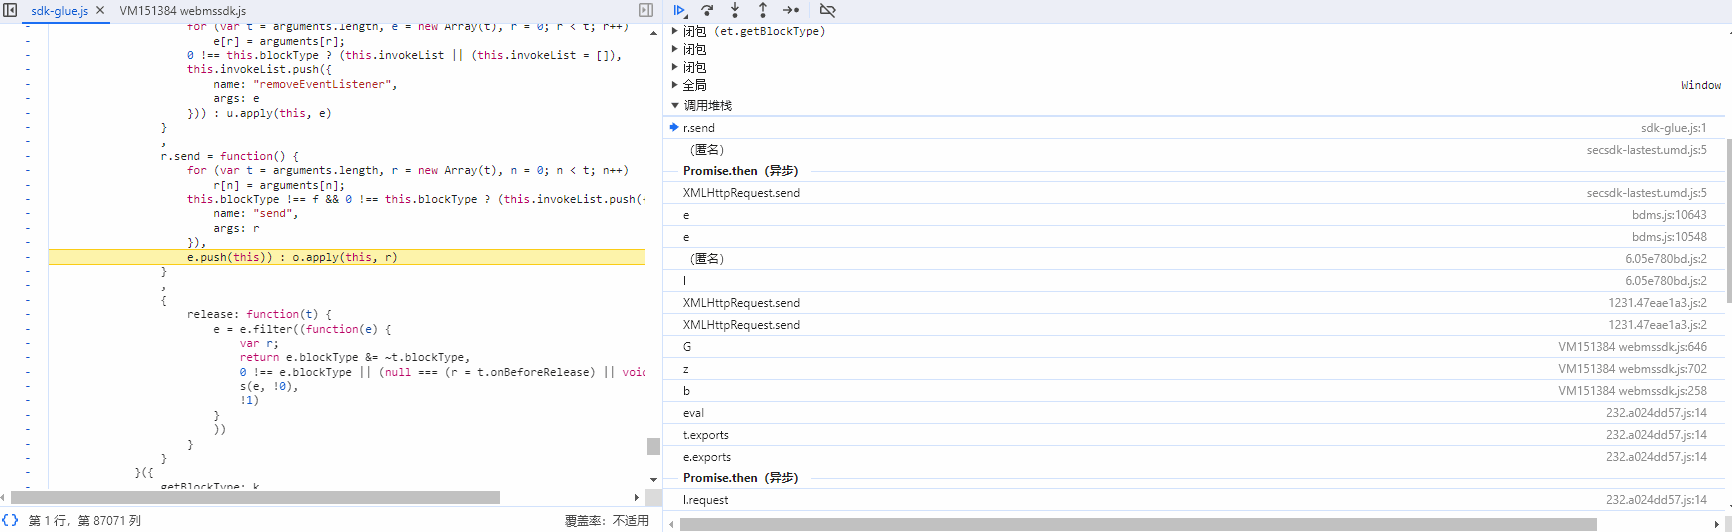 sdk-glue.js
VM151384 webmssdk.js
for (var t = arguments.length, e = new Array(t), r = 0; r < t; r++)
e[r] = arguments[r];
0 !== this.blockType ? (this.invokeList || (this.invokeList = []),
this.invokeList.push({
name: "removeEventListener",
args: e
})) : u.apply(this, e)
}
,
r.send = function() {
for (var t = arguments.length, r = new Array(t), n = 0; n < t; n++)
r[n] = arguments[n];
this.blockType !== f && 0 !== this.blockType ? (this.invokeList.push(
name: "send",
args: r
}),
e.push(this)) : o.apply(this, r)
}
,
{
release: function(t) {
e = e.filter((function(e) {
var r;
return e.blockType &= ~t.blockType,
0 !== e.blockType || (null === (r = t.onBeforeRelease) || void
s(e, !0),
!1)
}
))
}
}
}({
getBlockType: k
第 1 行，第 87071 列
覆盖率：不适用
闭包 (et.getBlockType)
闭包
闭包
全局 Window
调用堆栈
r.send sdk-glue.js:1
（匿名） secsdk-lastest.umd.js:5
Promise.then（异步）
XMLHttpRequest.send secsdk-lastest.umd.js:5
e bdms.js:10643
e bdms.js:10548
（匿名） 6.05e780bd.js:2
l 6.05e780bd.js:2
XMLHttpRequest.send 1231.47eae1a3.js:2
XMLHttpRequest.send 1231.47eae1a3.js:2
G VM151384 webmssdk.js:646
z VM151384 webmssdk.js:702
b VM151384 webmssdk.js:258
eval 232.a024dd57.js:14
t.exports 232.a024dd57.js:14
e.exports 232.a024dd57.js:14
Promise.then（异步）
l.request 232.a024dd57.js:14